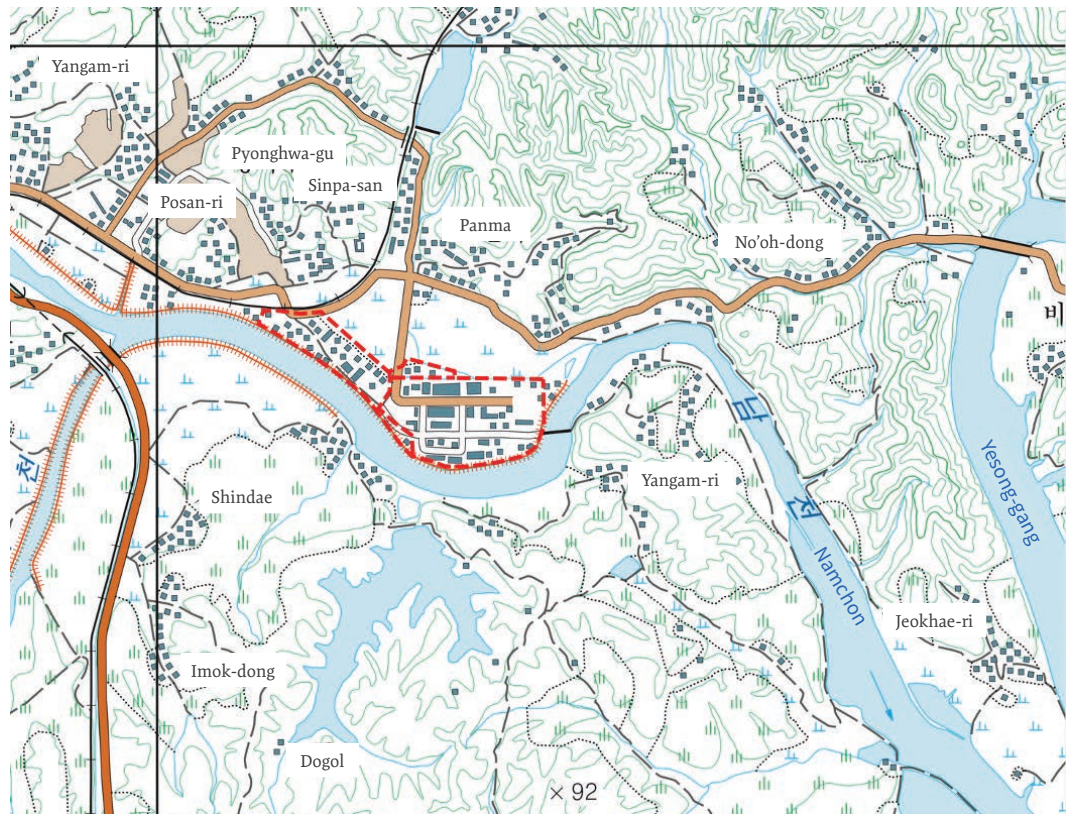 Yangam-ri
Pyonghwa-gu
Sinpa-san
Posan-ri
Panma
No'oh-dong
비
남
천
Yesong-gang
천
Shindae
Yangam-ri
Namchon
Jeokhae-ri
Imok-dong
Dogol
× 92